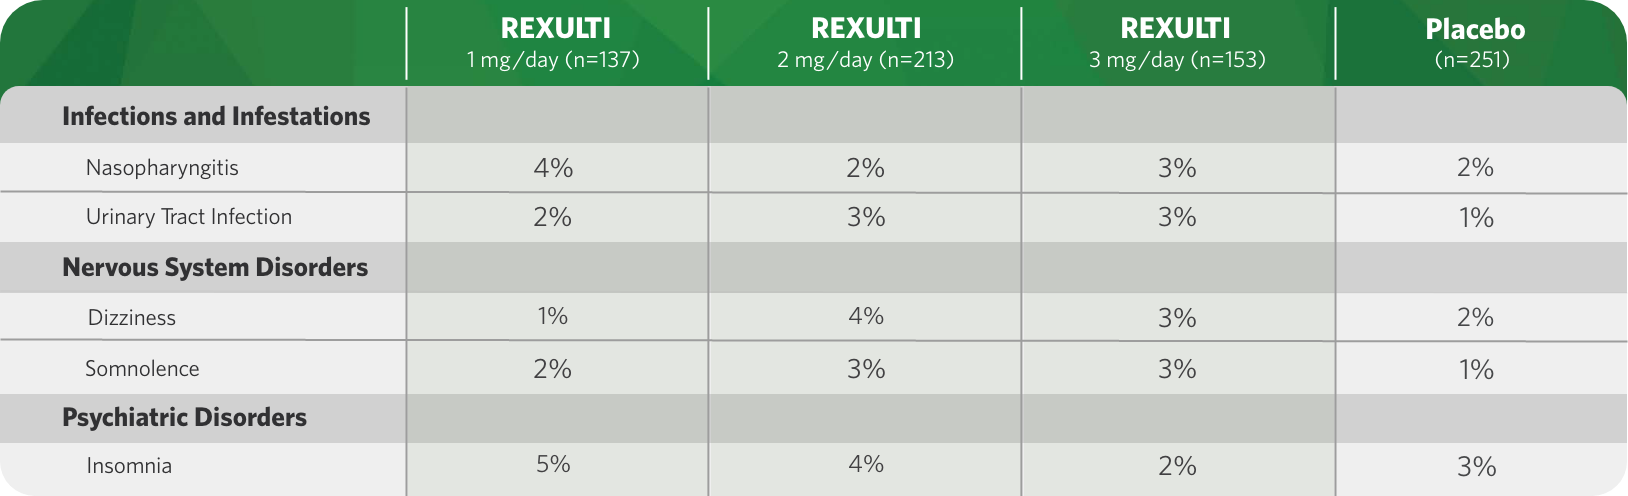 REXULTI REXULTI REXULTI Placebo
1 mg/day (n=137) 2 mg/day (n=213) 3 mg/day (n=153) (n=251)
Infections and Infestations
Nasopharyngitis 4% 2% 3% 2%
Urinary Tract Infection 2% 3% 3% 1%
Nervous System Disorders
Dizziness 1% 4% 3% 2%
Somnolence 2% 3% 3% 1%
Psychiatric Disorders
Insomnia 5% 4% 2% 3%